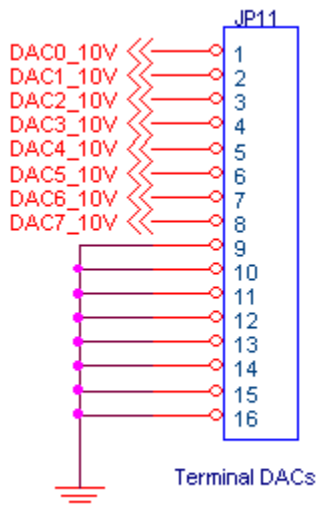 JP11
DAC0_10V 1
DAC1_10V 2
DAC2_10V 3
DAC3_10V 4
DAC4_10V 5
DAC5_10V 6
DAC6_10V 7
DAC7_10V 8
9
10
11
12
13
14
15
16
Terminal DACs